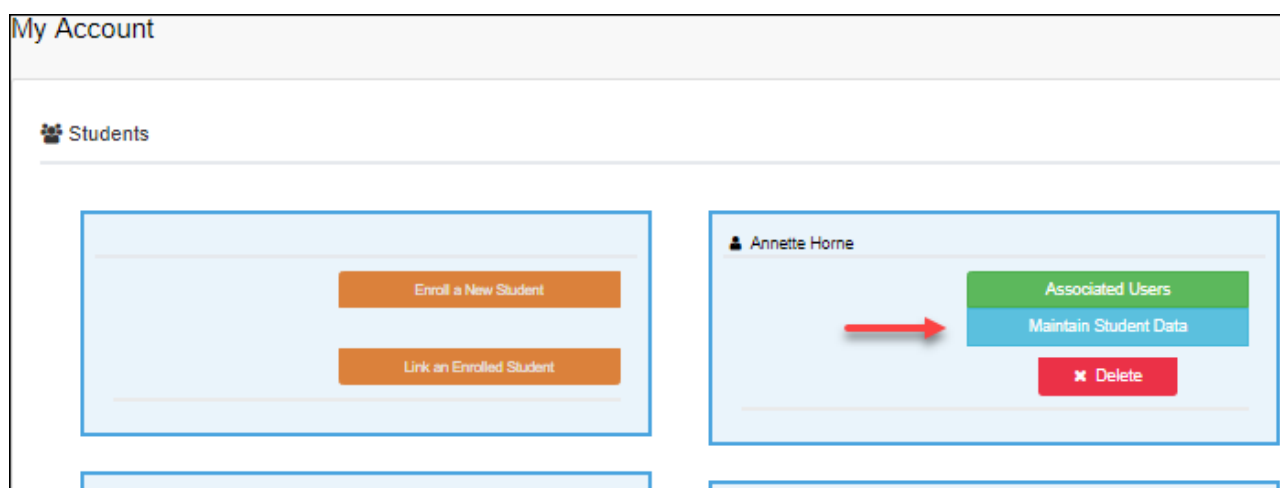 My Account
Students
Enroll a New Student
Link an Enrolled Student
Annette Horne
Associated Users
Maintain Student Data
Delete